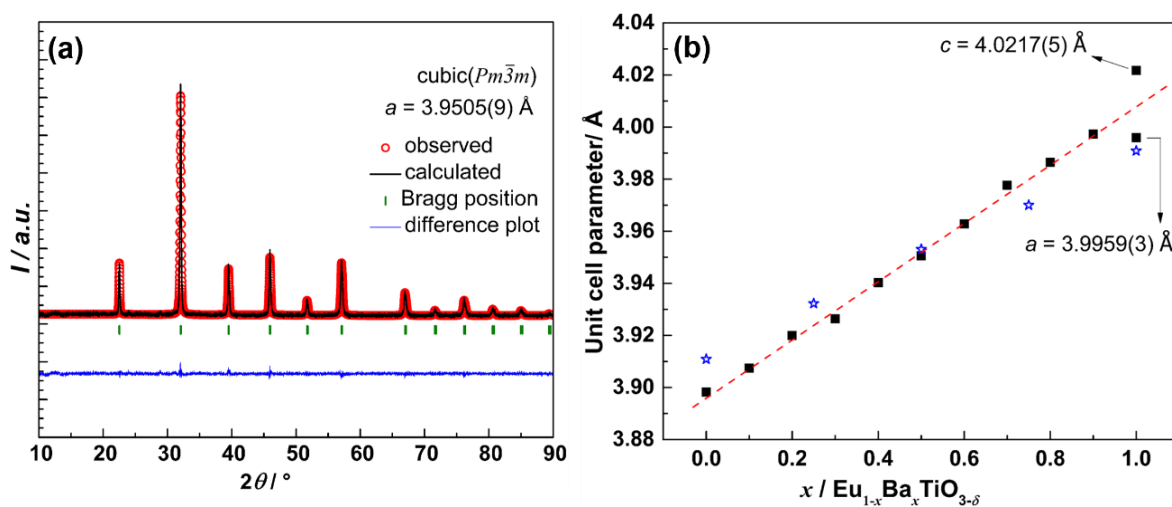 (a)
cubic(Pm3̅m)
a = 3.9505(9) Å
observed
calculated
Bragg position
difference plot
I / a.u.
10 20 30 40 50 60 70 80 90
2θ / °
(b)
4.04
4.02
4.00
3.98
3.96
3.94
3.92
3.90
3.88
c = 4.0217(5) Å
a = 3.9959(3) Å
Unit cell parameter/ Å
0.0 0.2 0.4 0.6 0.8 1.0
x / Eu₁₋ₓBaₓTiO₃₋δ